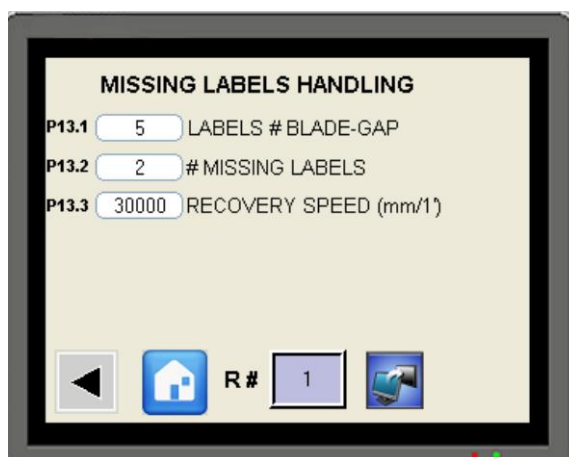 MISSING LABELS HANDLING
P13.1 5 LABELS # BLADE-GAP
P13.2 2 # MISSING LABELS
P13.3 30000 RECOVERY SPEED (mm/1')
R # 1